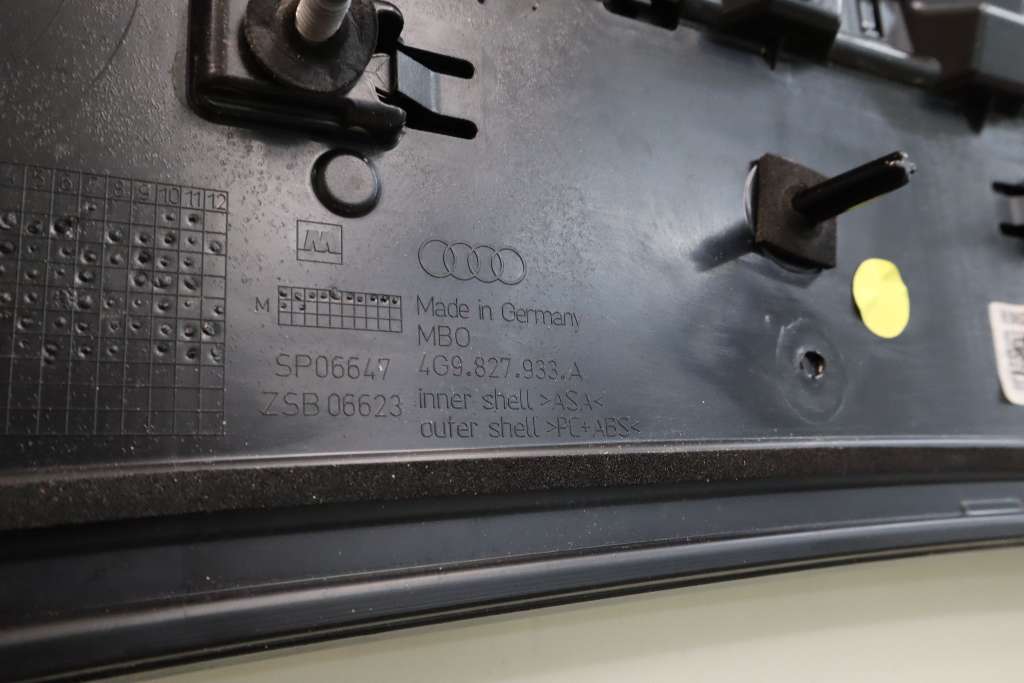 5 6 7 8 9 10 11 12
M
M
Made in Germany
MBO
SP06647
4G9.827.933.A
ZSB 06623
inner shell >ASA<
outer shell >PC+ABS<